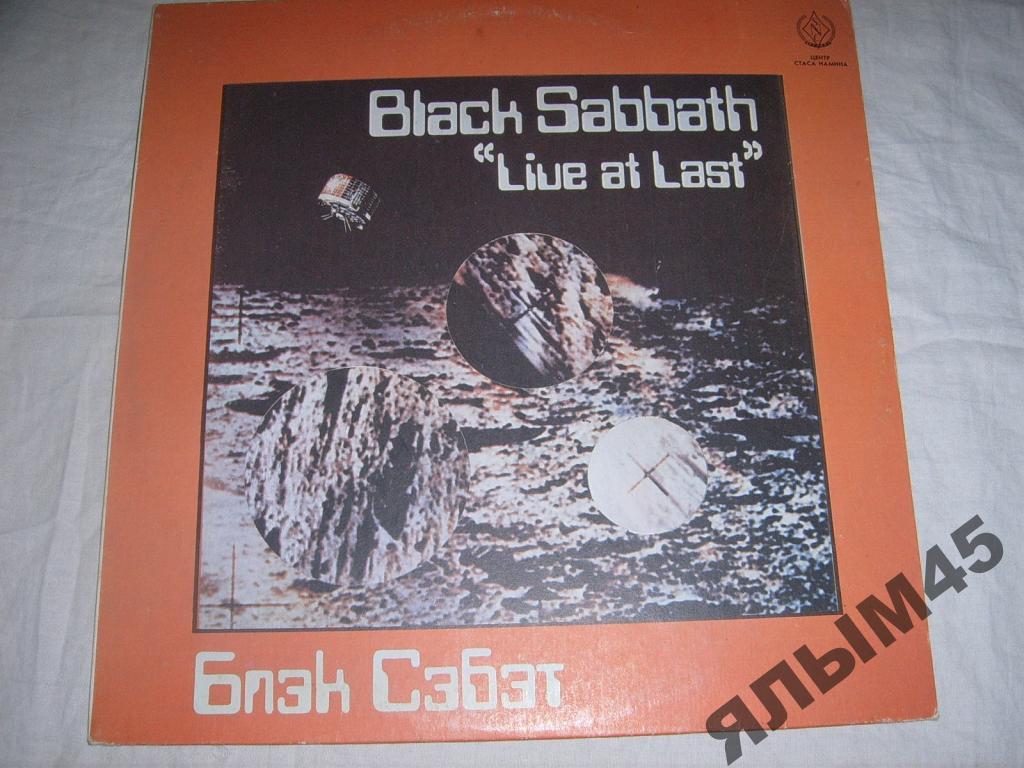 ЦЕНТР
СТАСА НАМИНА
Black Sabbath
“Live at Last”
Блэк Сэбэт
ЯЛЫМ45